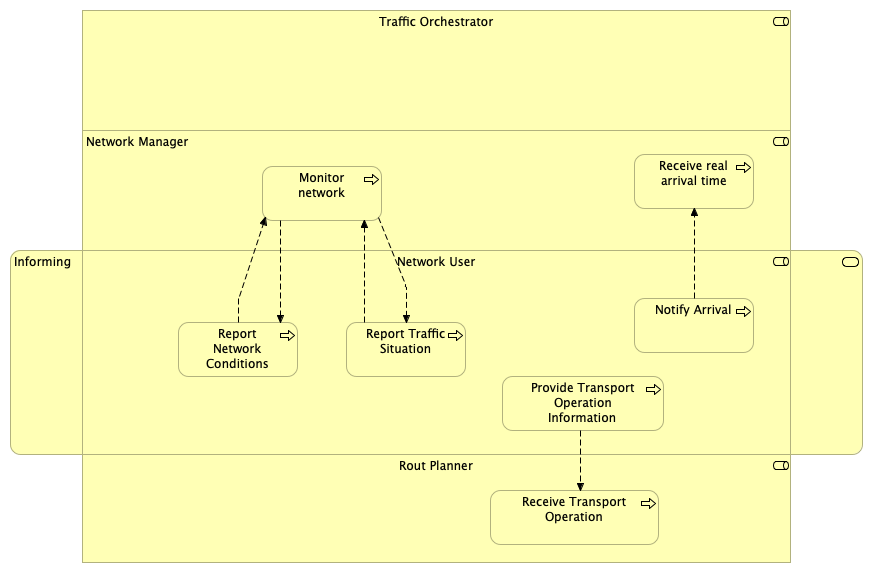 Traffic Orchestrator
Network Manager
Monitor
network
Receive real
arrival time
Informing
Network User
Report
Network
Conditions
Report Traffic
Situation
Notify Arrival
Provide Transport
Operation
Information
Rout Planner
Receive Transport
Operation